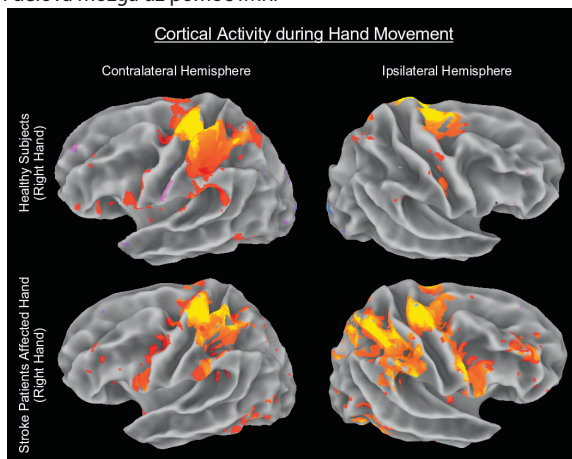 Cortical Activity during Hand Movement
Contralateral Hemisphere
Ipsilateral Hemisphere
Healthy Subjects
(Right Hand)
Stroke Patients Affected Hand
(Right Hand)